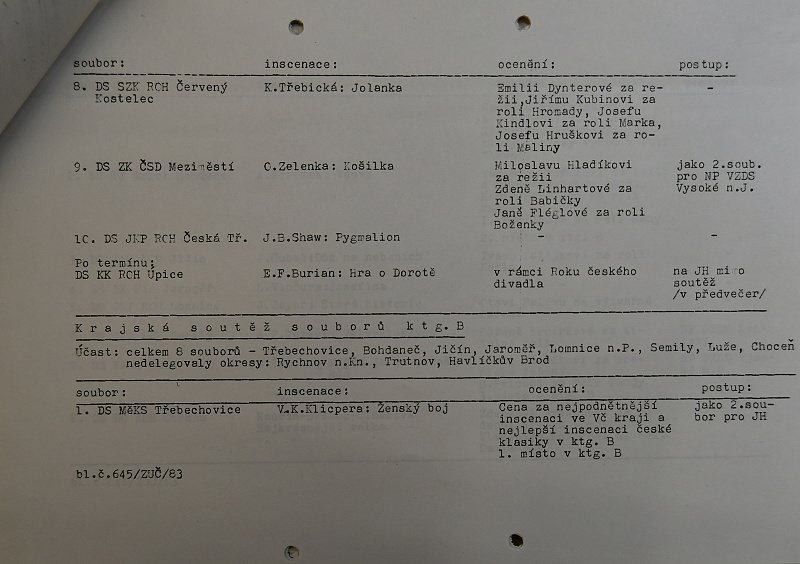 soubor: inscenace: ocenění: postup:
8. DS SZK RCH Červený K.Třebická: Jolanka Emilii Dynterové za re- -
Kostelec žii,Jiřímu Kubinovi za
roli Hromady, Josefu
Kindlovi za roli Marka,
Josefu Hruškovi za ro-
li Maliny
9. DS ZK ČSD Meziměstí O.Zelenka: Košilka Miloslavu Hladíkovi jako 2.soub.
za režii pro NP VZDS
Zdeně Linhartové za Vysoké n.J.
roli Babičky
Janě Fléglové za roli
Boženky
10. DS JKP RCH Česká Tř. J.B.Shaw: Pygmalion - -
Po termínu;
DS KK RCH Úpice E.F.Burian: Hra o Dorotě v rámci Roku českého na JH mimo
divadla soutěž
/v předvečer/
Krajská soutěž souborů ktg.B
Účast: celkem 8 souborů - Třebechovice, Bohdaneč, Jičín, Jaroměř, Lomnice n.P., Semily, Luže, Choceň
nedelegovaly okresy: Rychnov n.Kn., Trutnov, Havlíčkův Brod
soubor: inscenace: ocenění: postup:
1. DS MěKS Třebechovice V.K.Klicpera: Ženský boj Cena za nejpodnětnější jako 2.sou-
inscenaci ve Vč kraji a bor pro JH
nejlepší inscenaci české
klasiky v ktg. B
1. místo v ktg. B
bl.č.645/ZUČ/83